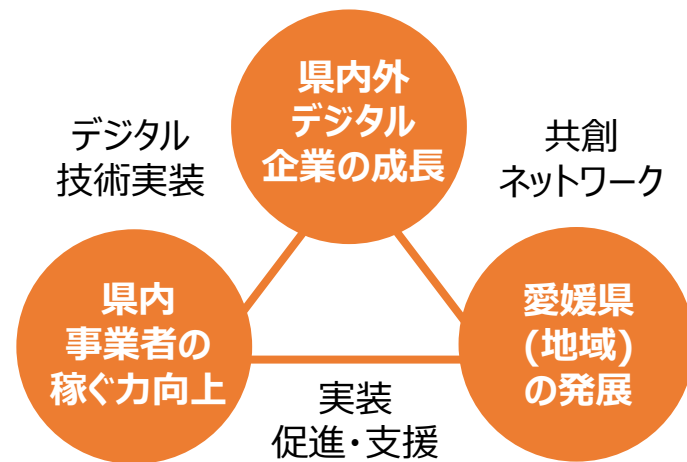 県内外
デジタル
企業の成長
デジタル
技術実装
共創
ネットワーク
県内
事業者の
稼ぐ力向上
愛媛県
(地域)
の発展
実装
促進・支援